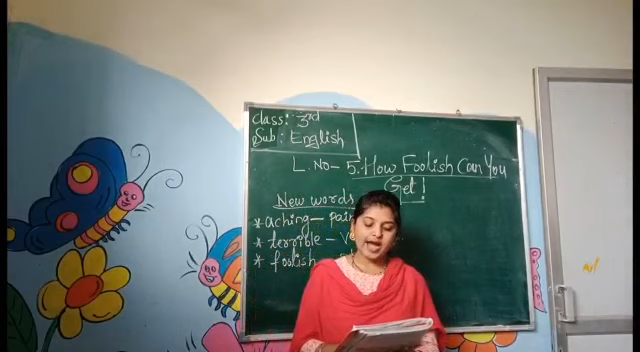 class: 3rd
Sub: English
L. No- 5. How Foolish Can You
Get!
New words
* aching - pain
* terrible -
* foolish